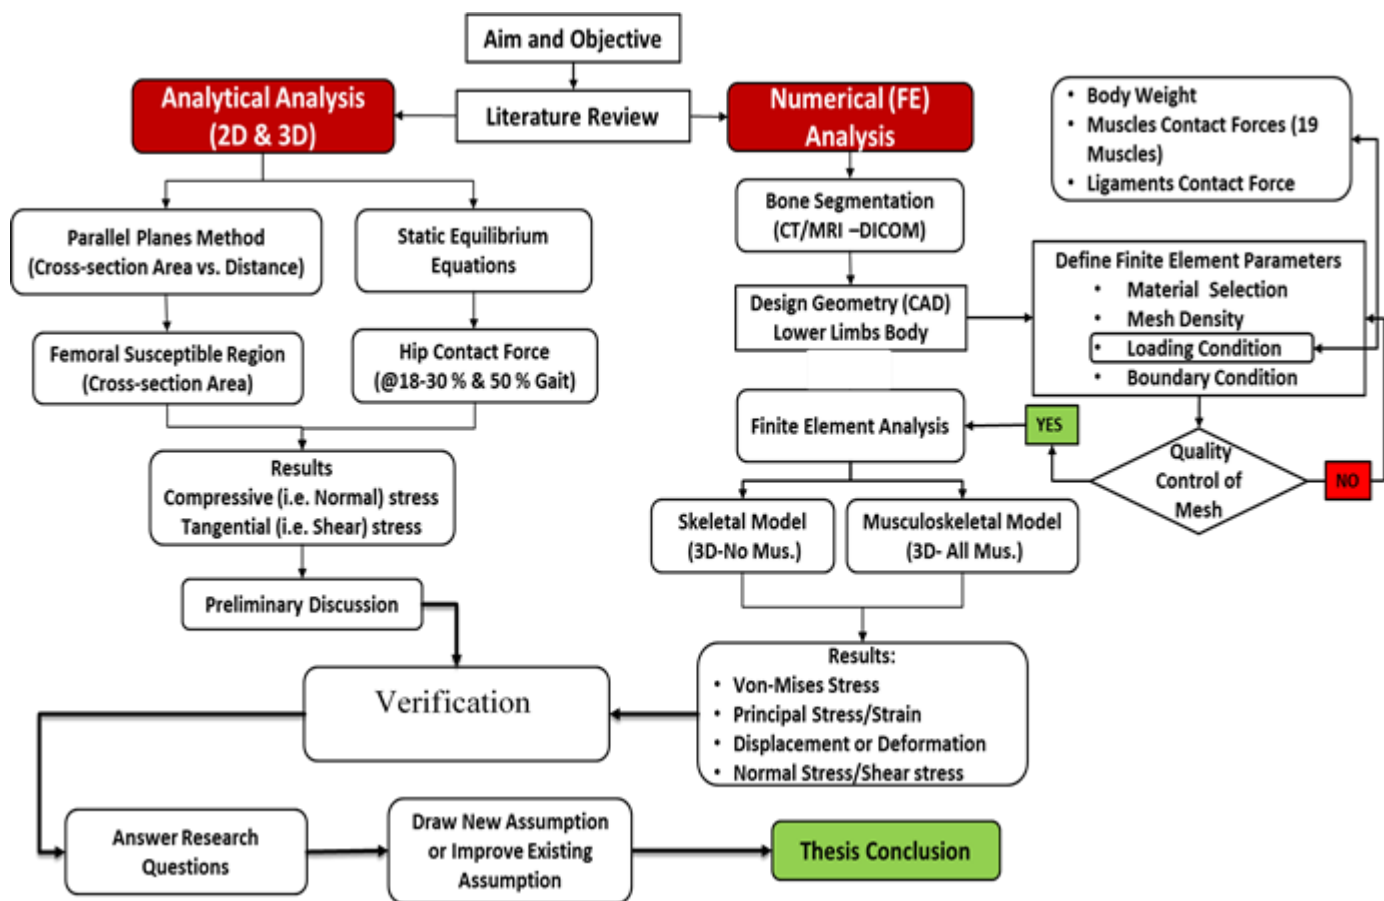 Aim and Objective
Literature Review
Analytical Analysis
(2D & 3D)
Numerical (FE)
Analysis
Parallel Planes Method
(Cross-section Area vs. Distance)
Static Equilibrium
Equations
Femoral Susceptible Region
(Cross-section Area)
Hip Contact Force
(@18-30 % & 50 % Gait)
Results
Compressive (i.e. Normal) stress
Tangential (i.e. Shear) stress
Preliminary Discussion
Bone Segmentation
(CT/MRI –DICOM)
Design Geometry (CAD)
Lower Limbs Body
• Body Weight
• Muscles Contact Forces (19
Muscles)
• Ligaments Contact Force
Define Finite Element Parameters
• Material Selection
• Mesh Density
• Loading Condition
• Boundary Condition
Quality
Control of
Mesh
YES
NO
Finite Element Analysis
Skeletal Model
(3D-No Mus.)
Musculoskeletal Model
(3D- All Mus.)
Results:
• Von-Mises Stress
• Principal Stress/Strain
• Displacement or Deformation
• Normal Stress/Shear stress
Verification
Answer Research
Questions
Draw New Assumption
or Improve Existing
Assumption
Thesis Conclusion